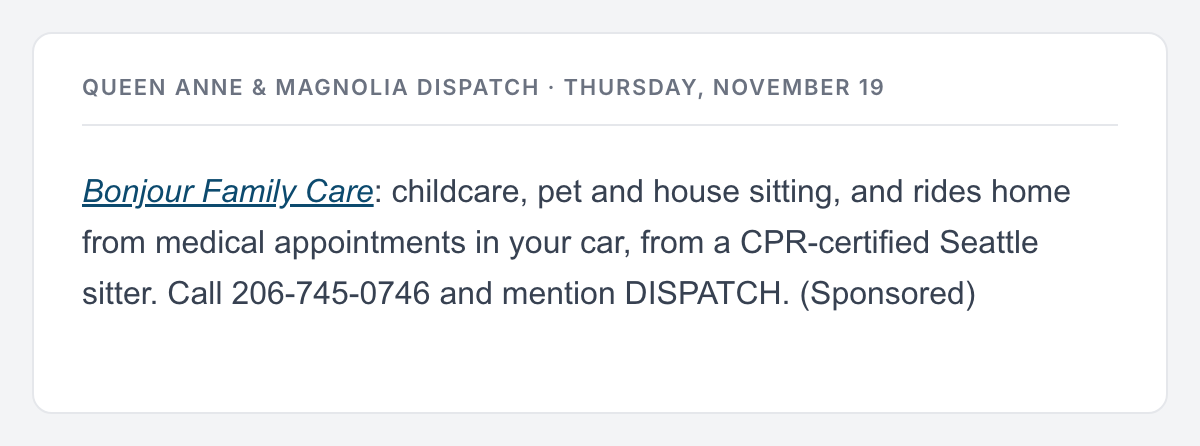 QUEEN ANNE & MAGNOLIA DISPATCH · THURSDAY, NOVEMBER 19
Bonjour Family Care: childcare, pet and house sitting, and rides home
from medical appointments in your car, from a CPR-certified Seattle
sitter. Call 206-745-0746 and mention DISPATCH. (Sponsored)